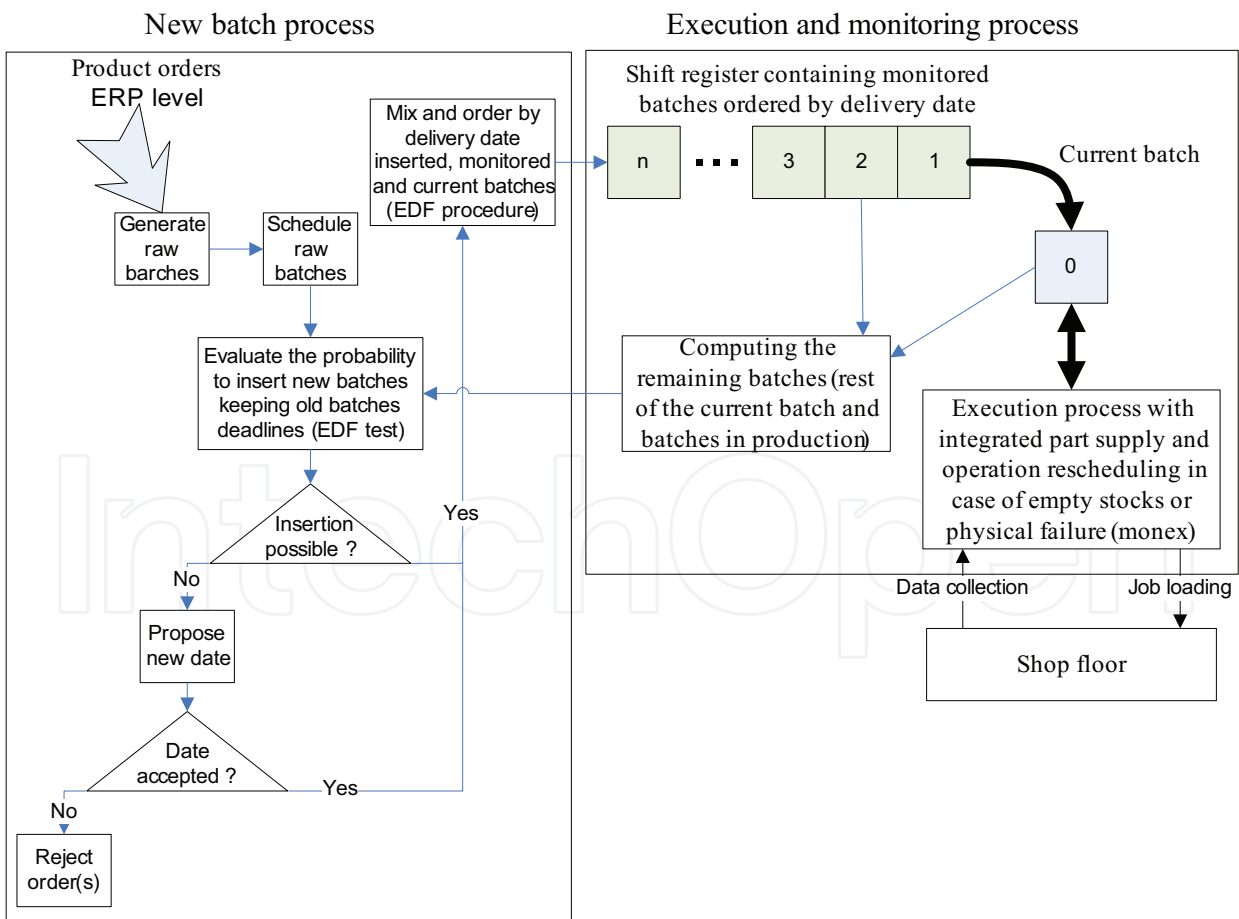 New batch process
Execution and monitoring process
Product orders
ERP level
Generate
raw
barches
Schedule
raw
batches
Mix and order by
delivery date
inserted, monitored
and current batches
(EDF procedure)
Evaluate the probability
to insert new batches
keeping old batches
deadlines (EDF test)
Insertion
possible ?
Yes
No
Propose
new date
Date
accepted ?
Yes
No
Reject
order(s)
Shift register containing monitored
batches ordered by delivery date
n ... 3 2 1
Current batch
0
Computing the
remaining batches (rest
of the current batch and
batches in production)
Execution process with
integrated part supply and
operation rescheduling in
case of empty stocks or
physical failure (monex)
Data collection
Job loading
Shop floor
IntechOpen